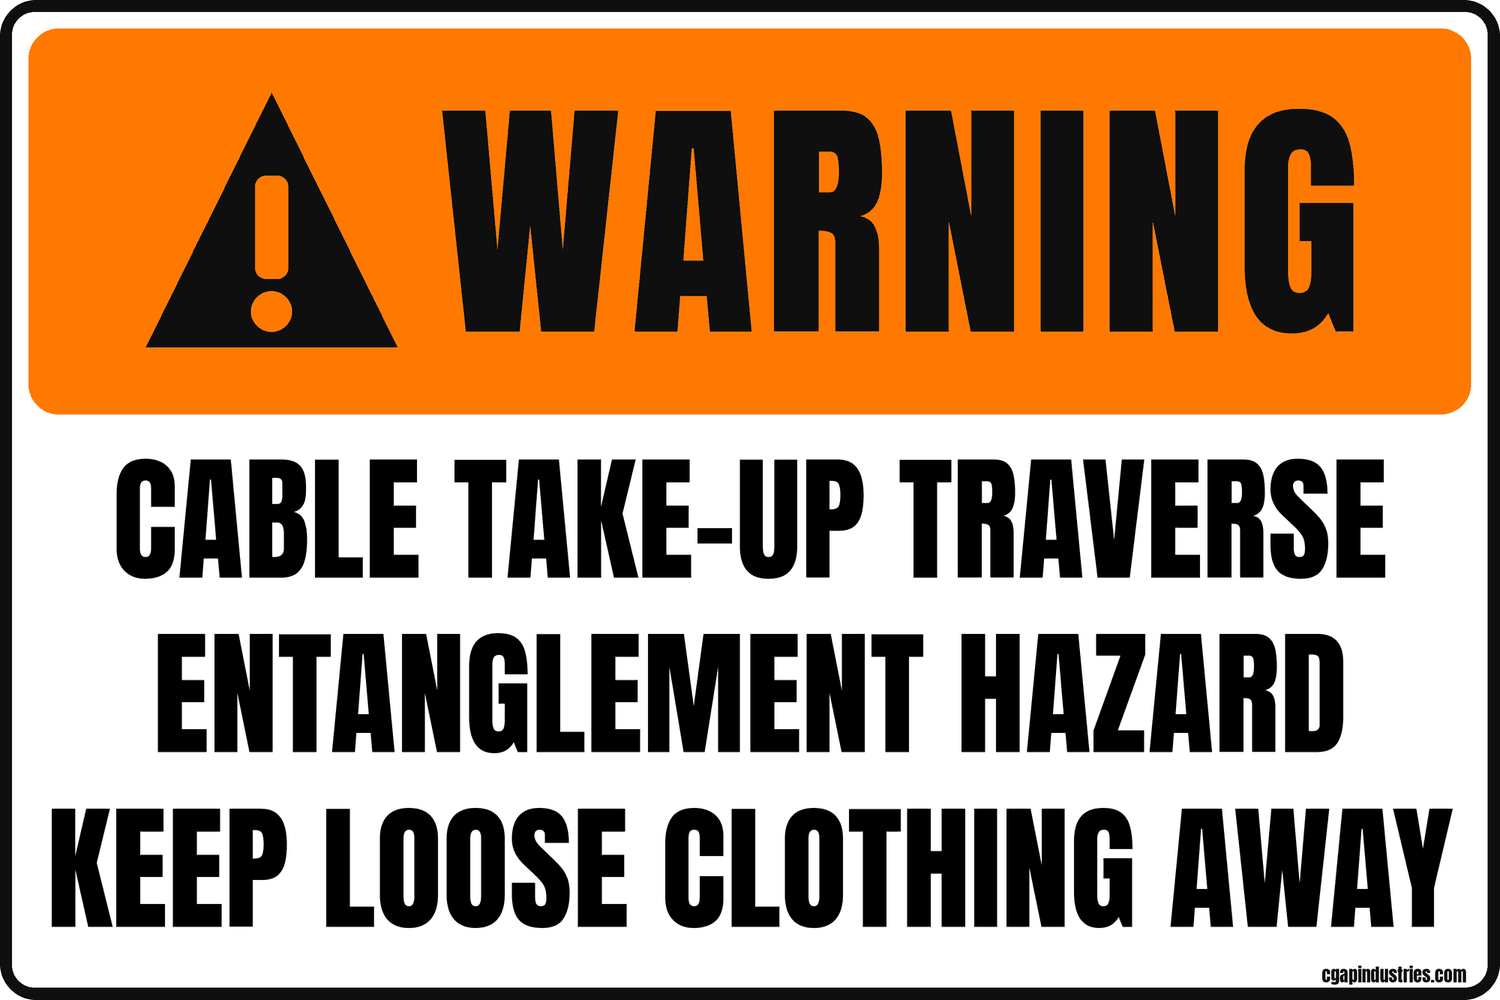 WARNING
CABLE TAKE-UP TRAVERSE
ENTANGLEMENT HAZARD
KEEP LOOSE CLOTHING AWAY
cgapindustries.com